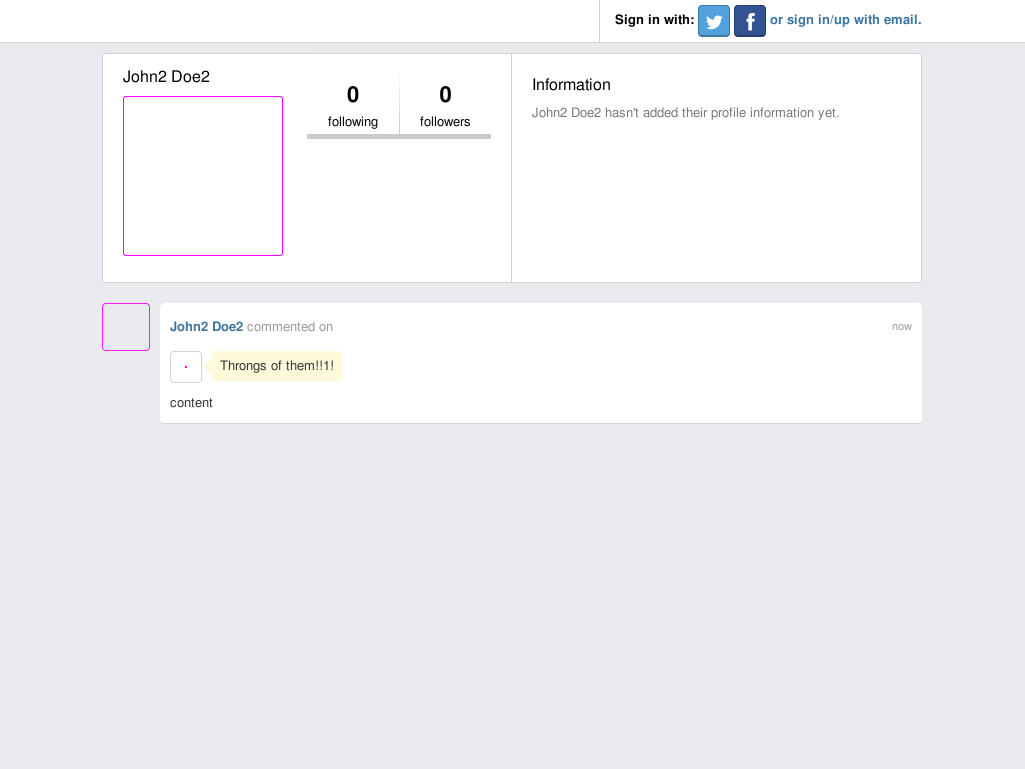 Sign in with: or sign in/up with email.
John2 Doe2
0
following
0
followers
Information
John2 Doe2 hasn't added their profile information yet.
John2 Doe2 commented on
now
Throngs of them!!1!
content